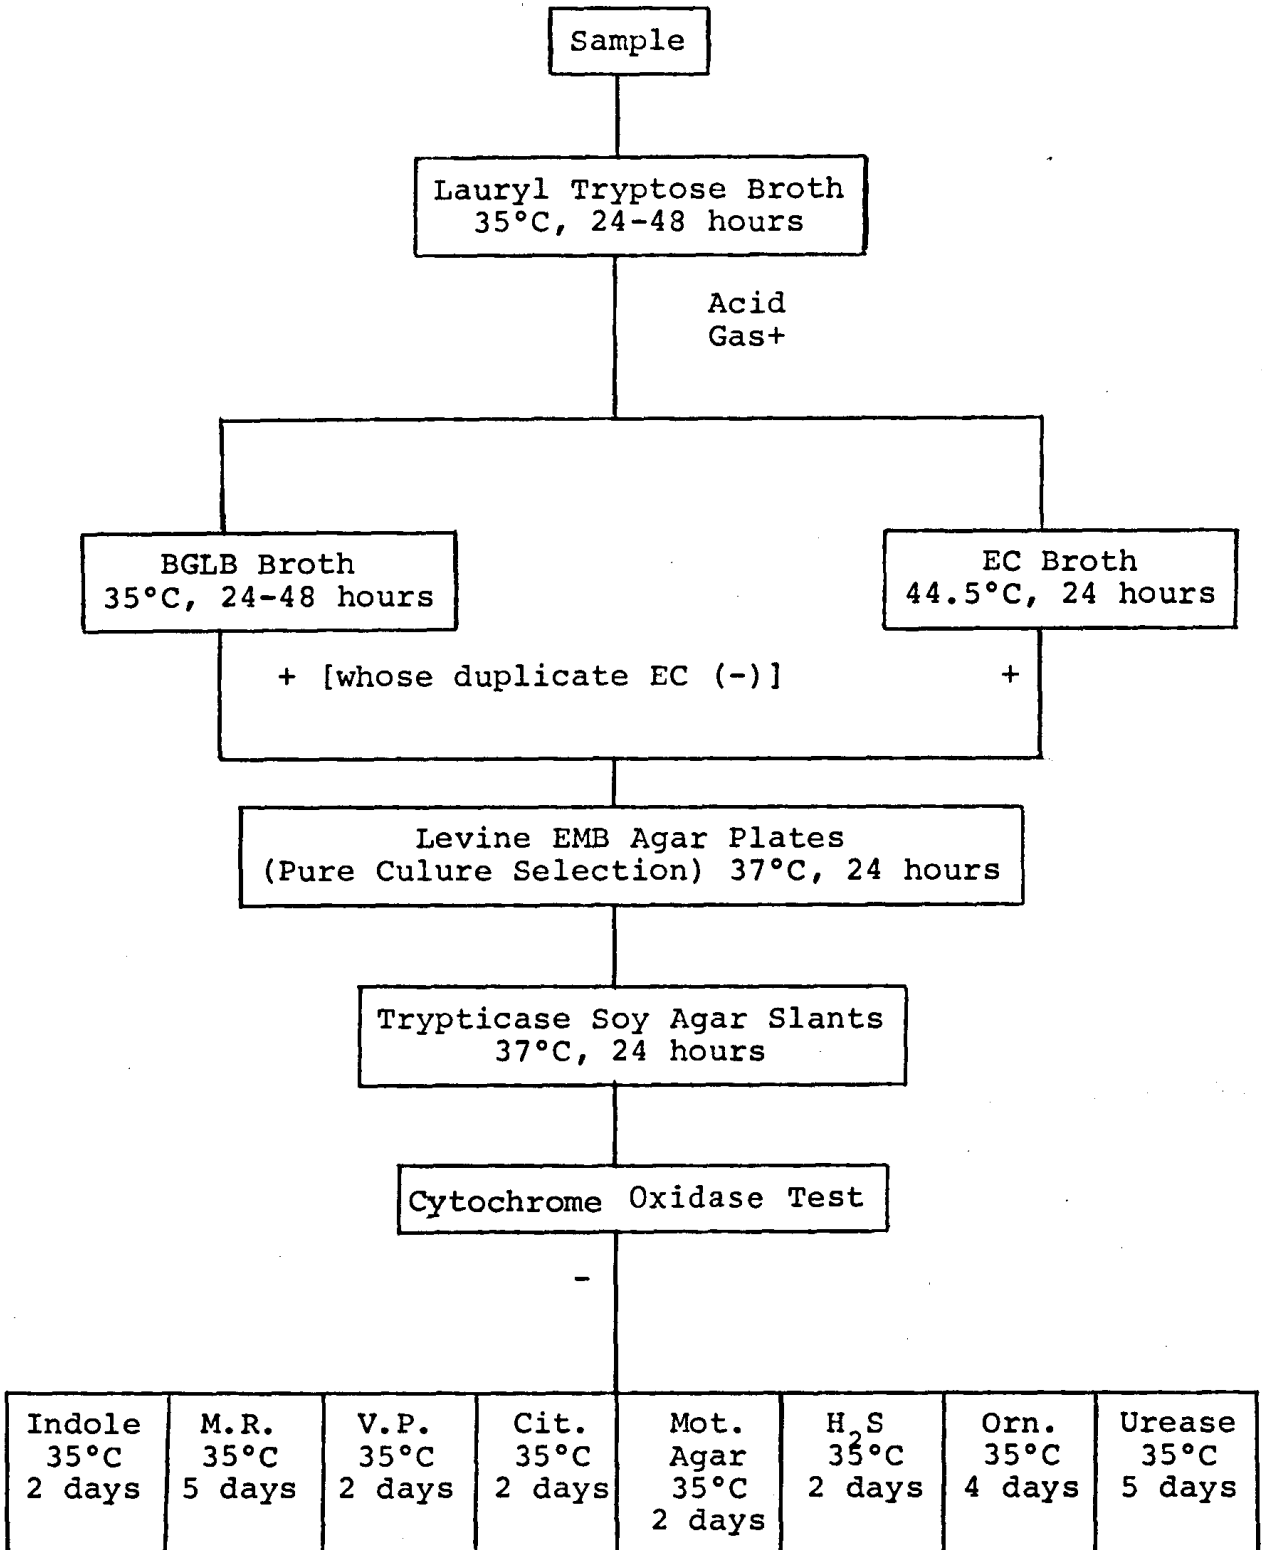 Sample
Lauryl Tryptose Broth
35°C, 24-48 hours
Acid
Gas+
BGLB Broth
35°C, 24-48 hours
EC Broth
44.5°C, 24 hours
+ [whose duplicate EC (-)]
+
Levine EMB Agar Plates
(Pure Culure Selection) 37°C, 24 hours
Trypticase Soy Agar Slants
37°C, 24 hours
Cytochrome Oxidase Test
-
Indole
35°C
2 days
M.R.
35°C
5 days
V.P.
35°C
2 days
Cit.
35°C
2 days
Mot.
Agar
35°C
2 days
H₂S
35°C
2 days
Orn.
35°C
4 days
Urease
35°C
5 days